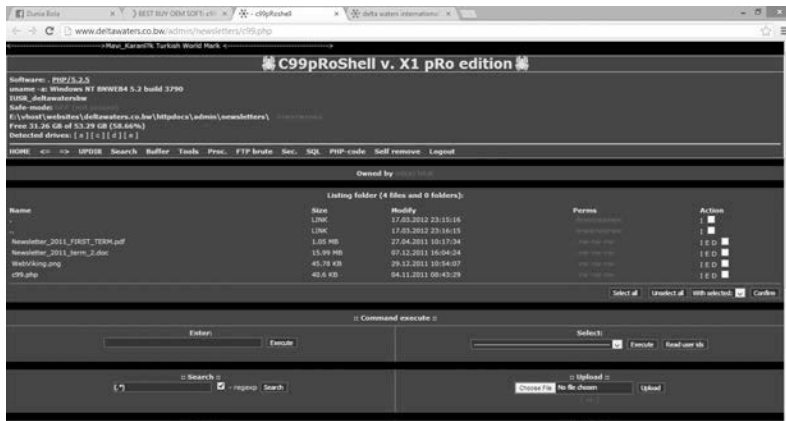 Dunia Bola
BEST BUY OEM SOFT:
- c99pRoshell
delta waters international
www.deltawaters.co.bw/admin/newsletters/c99.php
>Mavi_Karanl?k Turkish World Mark <
C99pRoShell v. X1 pRo edition
Software: . PHP/5.2.5
uname -a: Windows NT BNWEB4 5.2 build 3790
IUSR_deltawatersbw
Safe-mode:
E:\vhost\websites\deltawaters.co.bw\httpdocs\admin\newsletters\
Free 31.26 GB of 53.29 GB (58.66%)
Detected drives: [ a ] [ c ] [ d ] [ e ]
HOME <= => UPDIR Search Buffer Tools Proc. FTP brute Sec. SQL PHP-code Self remove Logout
Owned by
Listing folder (4 files and 0 folders):
Name Size Modify Perms Action
. LINK 17.03.2012 23:15:16
.. LINK 17.03.2012 23:16:15
Newsletter_2011_FIRST_TERM.pdf 1.05 MB 27.04.2011 10:17:34 I E D
Newsletter_2011_term_2.doc 15.99 MB 07.12.2011 16:04:24 I E D
WebViking.png 45.78 KB 29.12.2011 10:54:07 I E D
c99.php 40.6 KB 04.11.2011 08:43:29 I E D
Select all Unselect all With selected: Confirm
:: Command execute ::
Enter: Select:
Execute Execute Read user ids
:: Search :: :: Upload ::
(.*) - regexp Search Choose File No file chosen Upload